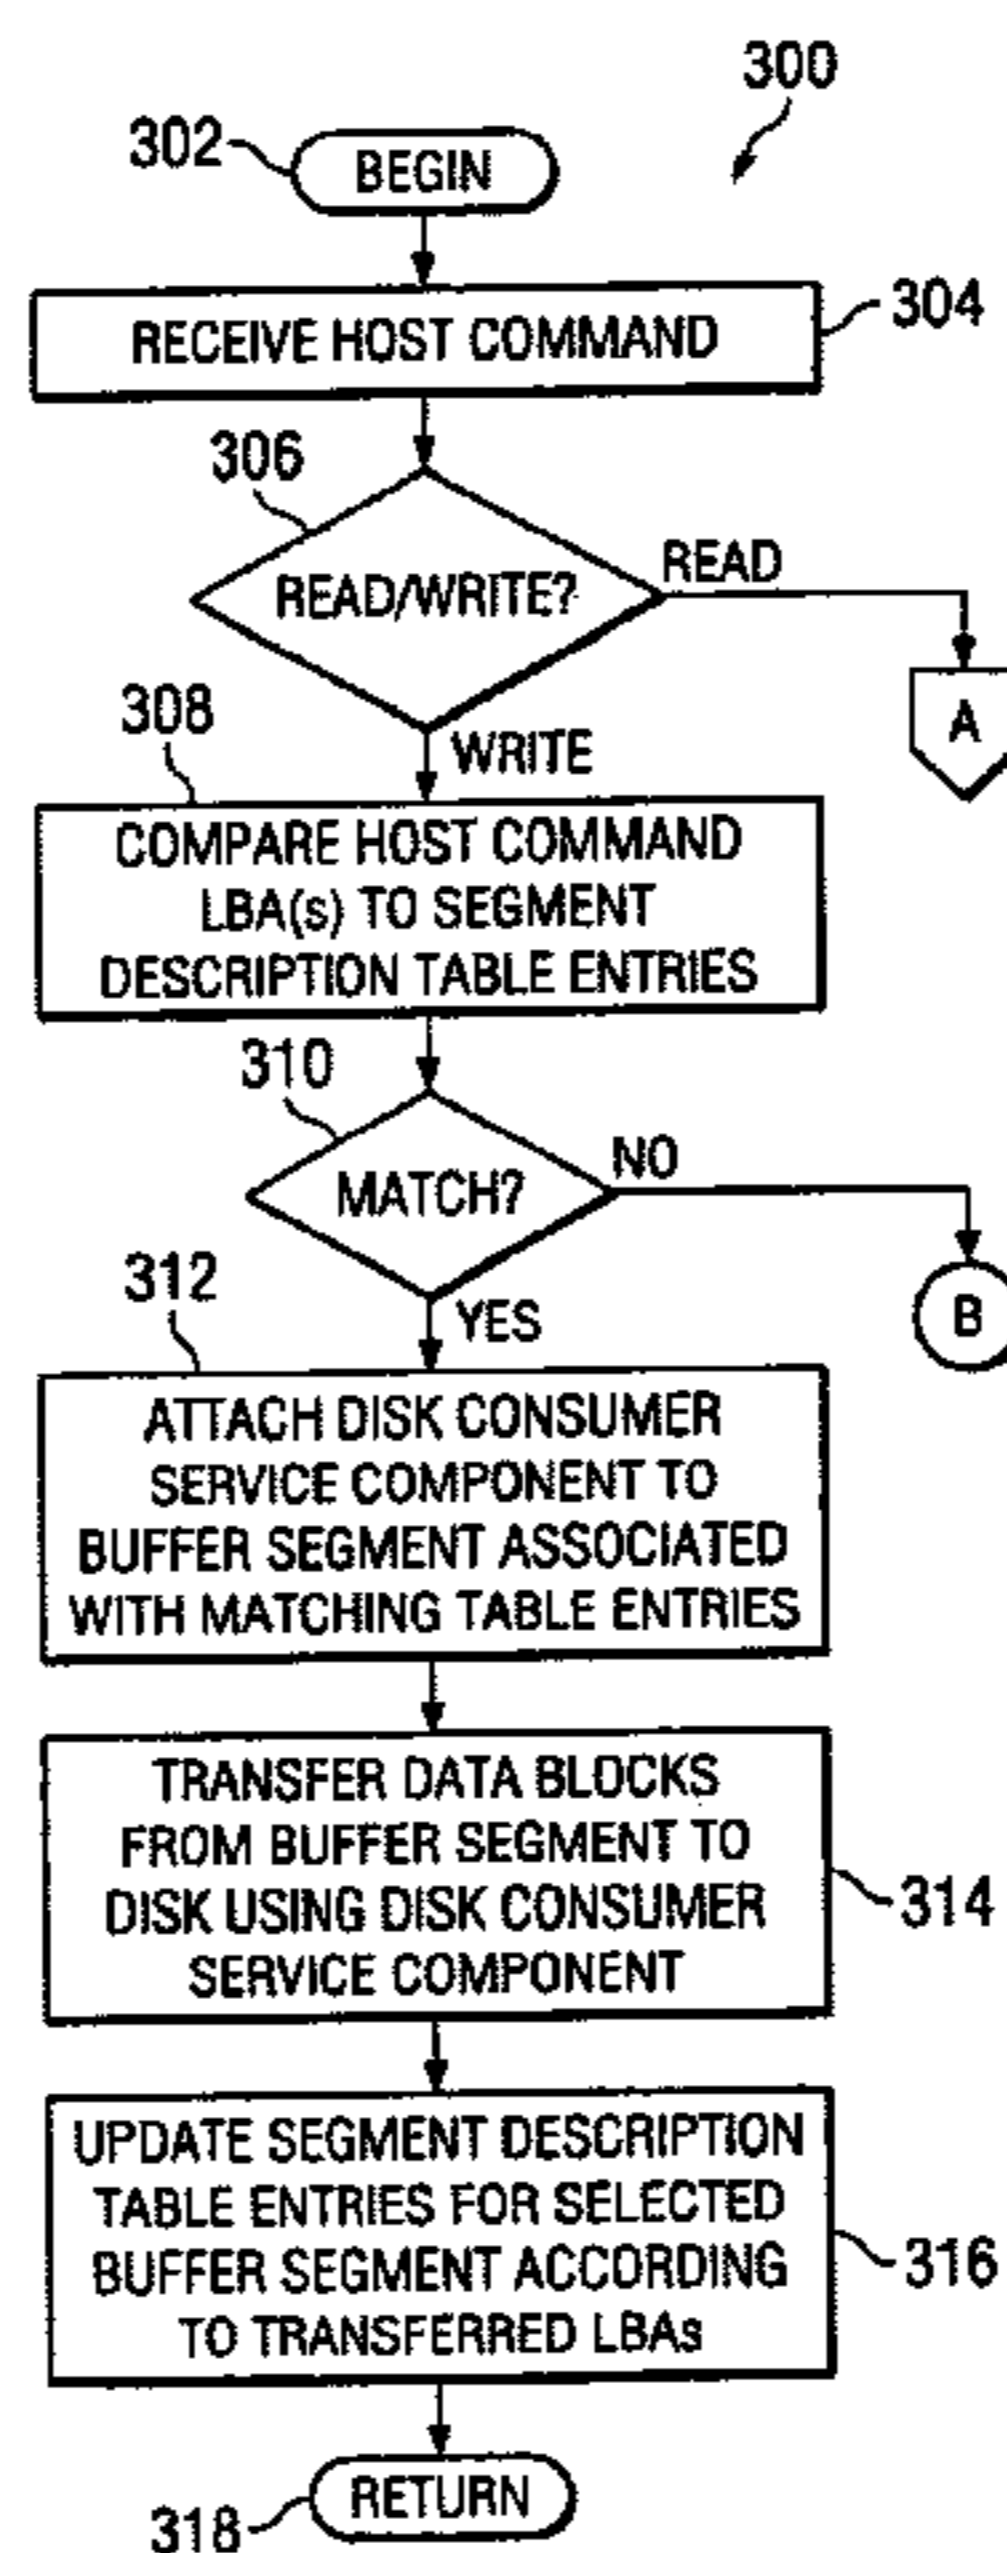 300
302
BEGIN
RECEIVE HOST COMMAND
304
306
READ/WRITE?
READ
A
WRITE
308
COMPARE HOST COMMAND
LBA(s) TO SEGMENT
DESCRIPTION TABLE ENTRIES
310
MATCH?
NO
B
YES
312
ATTACH DISK CONSUMER
SERVICE COMPONENT TO
BUFFER SEGMENT ASSOCIATED
WITH MATCHING TABLE ENTRIES
TRANSFER DATA BLOCKS
FROM BUFFER SEGMENT TO
DISK USING DISK CONSUMER
SERVICE COMPONENT
314
UPDATE SEGMENT DESCRIPTION
TABLE ENTRIES FOR SELECTED
BUFFER SEGMENT ACCORDING
TO TRANSFERRED LBAs
316
RETURN
318